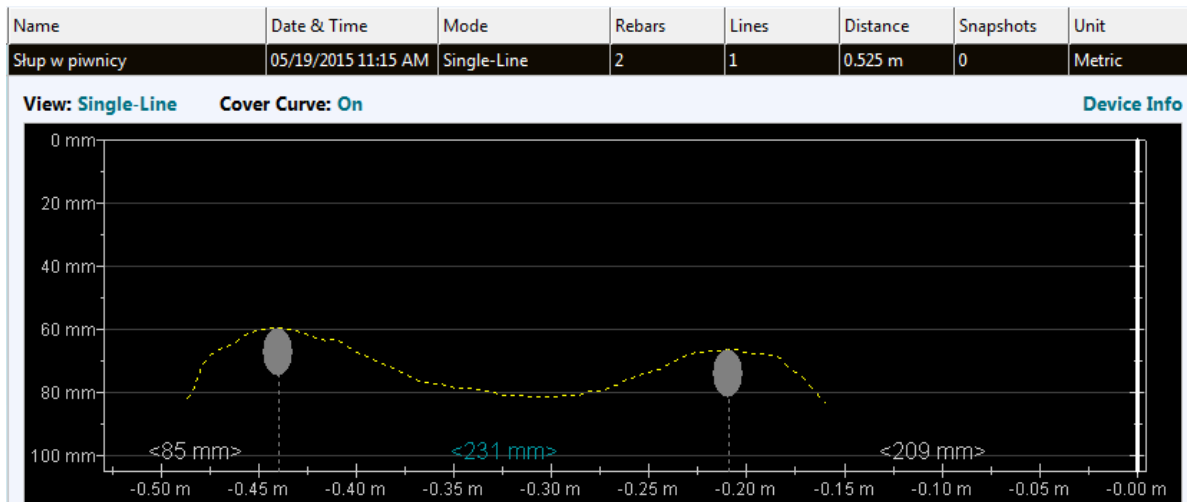 Name Date & Time Mode Rebars Lines Distance Snapshots Unit
Słup w piwnicy 05/19/2015 11:15 AM Single-Line 2 1 0.525 m 0 Metric
View: Single-Line Cover Curve: On Device Info
0 mm
20 mm
40 mm
60 mm
80 mm
<85 mm> <231 mm> <209 mm>
100 mm
-0.50 m -0.45 m -0.40 m -0.35 m -0.30 m -0.25 m -0.20 m -0.15 m -0.10 m -0.05 m -0.00 m